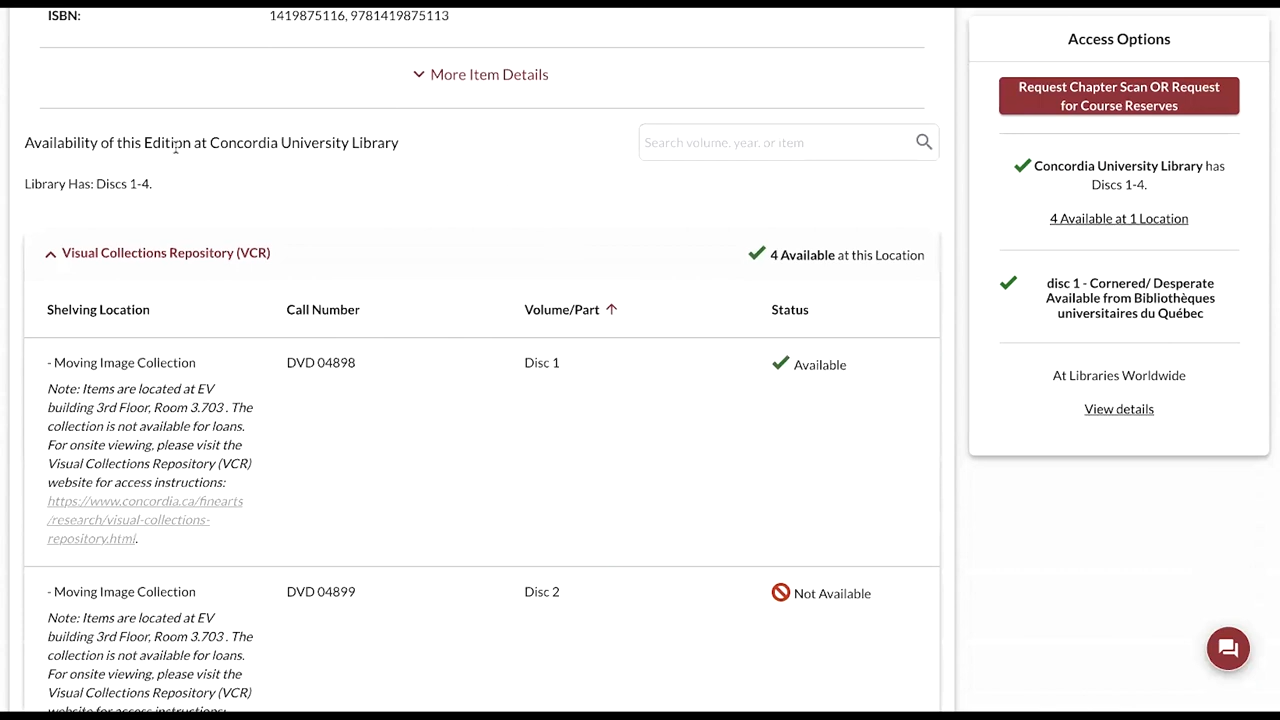 ISBN: 1419875116, 9781419875113
More Item Details
Availability of this Edition at Concordia University Library
Search volume, year, or item
Library Has: Discs 1-4.
Visual Collections Repository (VCR)
4 Available at this Location
Shelving Location Call Number Volume/Part Status
- Moving Image Collection DVD 04898 Disc 1 Available
Note: Items are located at EV
building 3rd Floor, Room 3.703 . The
collection is not available for loans.
For onsite viewing, please visit the
Visual Collections Repository (VCR)
website for access instructions:
https://www.concordia.ca/finearts
/research/visual-collections-
repository.html.
- Moving Image Collection DVD 04899 Disc 2 Not Available
Note: Items are located at EV
building 3rd Floor, Room 3.703 . The
collection is not available for loans.
For onsite viewing, please visit the
Visual Collections Repository (VCR)
website for access instructions:
Access Options
Request Chapter Scan OR Request
for Course Reserves
Concordia University Library has
Discs 1-4.
4 Available at 1 Location
disc 1 - Cornered/ Desperate
Available from Bibliothèques
universitaires du Québec
At Libraries Worldwide
View details